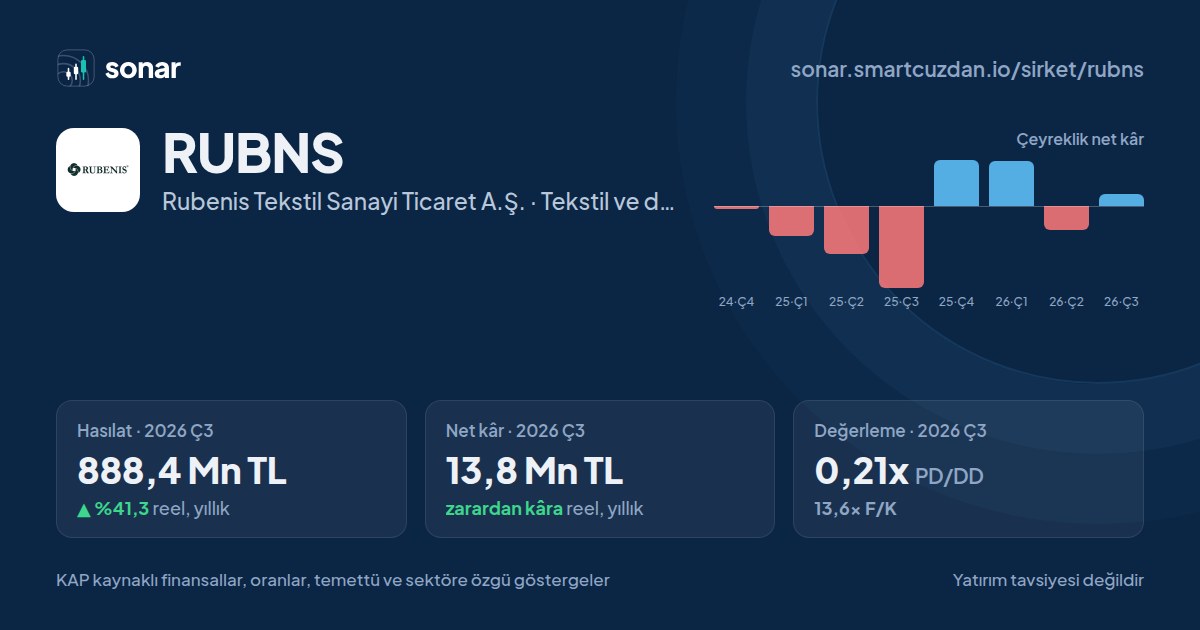 sonar
sonar.smartcuzdan.io/sirket/rubns
RUBENIS
RUBNS
Rubenis Tekstil Sanayi Ticaret A.Ş. · Tekstil ve d...
Çeyreklik net kâr
24·Ç4 25·Ç1 25·Ç2 25·Ç3 25·Ç4 26·Ç1 26·Ç2 26·Ç3
Hasılat · 2026 Ç3
888,4 Mn TL
▲ %41,3 reel, yıllık
Net kâr · 2026 Ç3
13,8 Mn TL
zarardan kâra reel, yıllık
Değerleme · 2026 Ç3
0,21x PD/DD
13,6x F/K
KAP kaynaklı finansallar, oranlar, temettü ve sektöre özgü göstergeler
Yatırım tavsiyesi değildir